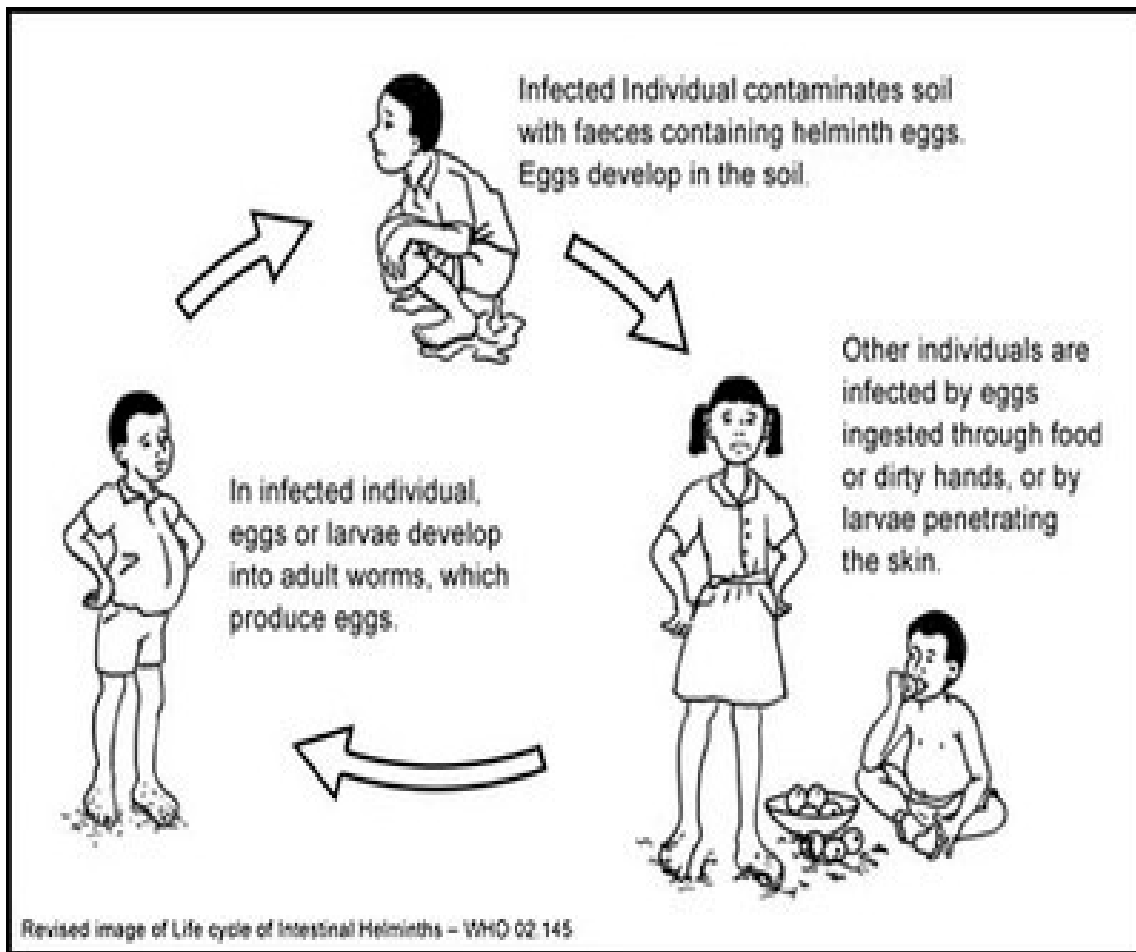 Infected Individual contaminates soil
with faeces containing helminth eggs.
Eggs develop in the soil.
Other individuals are
infected by eggs
ingested through food
or dirty hands, or by
larvae penetrating
the skin.
In infected individual,
eggs or larvae develop
into adult worms, which
produce eggs.
Revised image of Life cycle of Intestinal Helminths – WHO 02.145